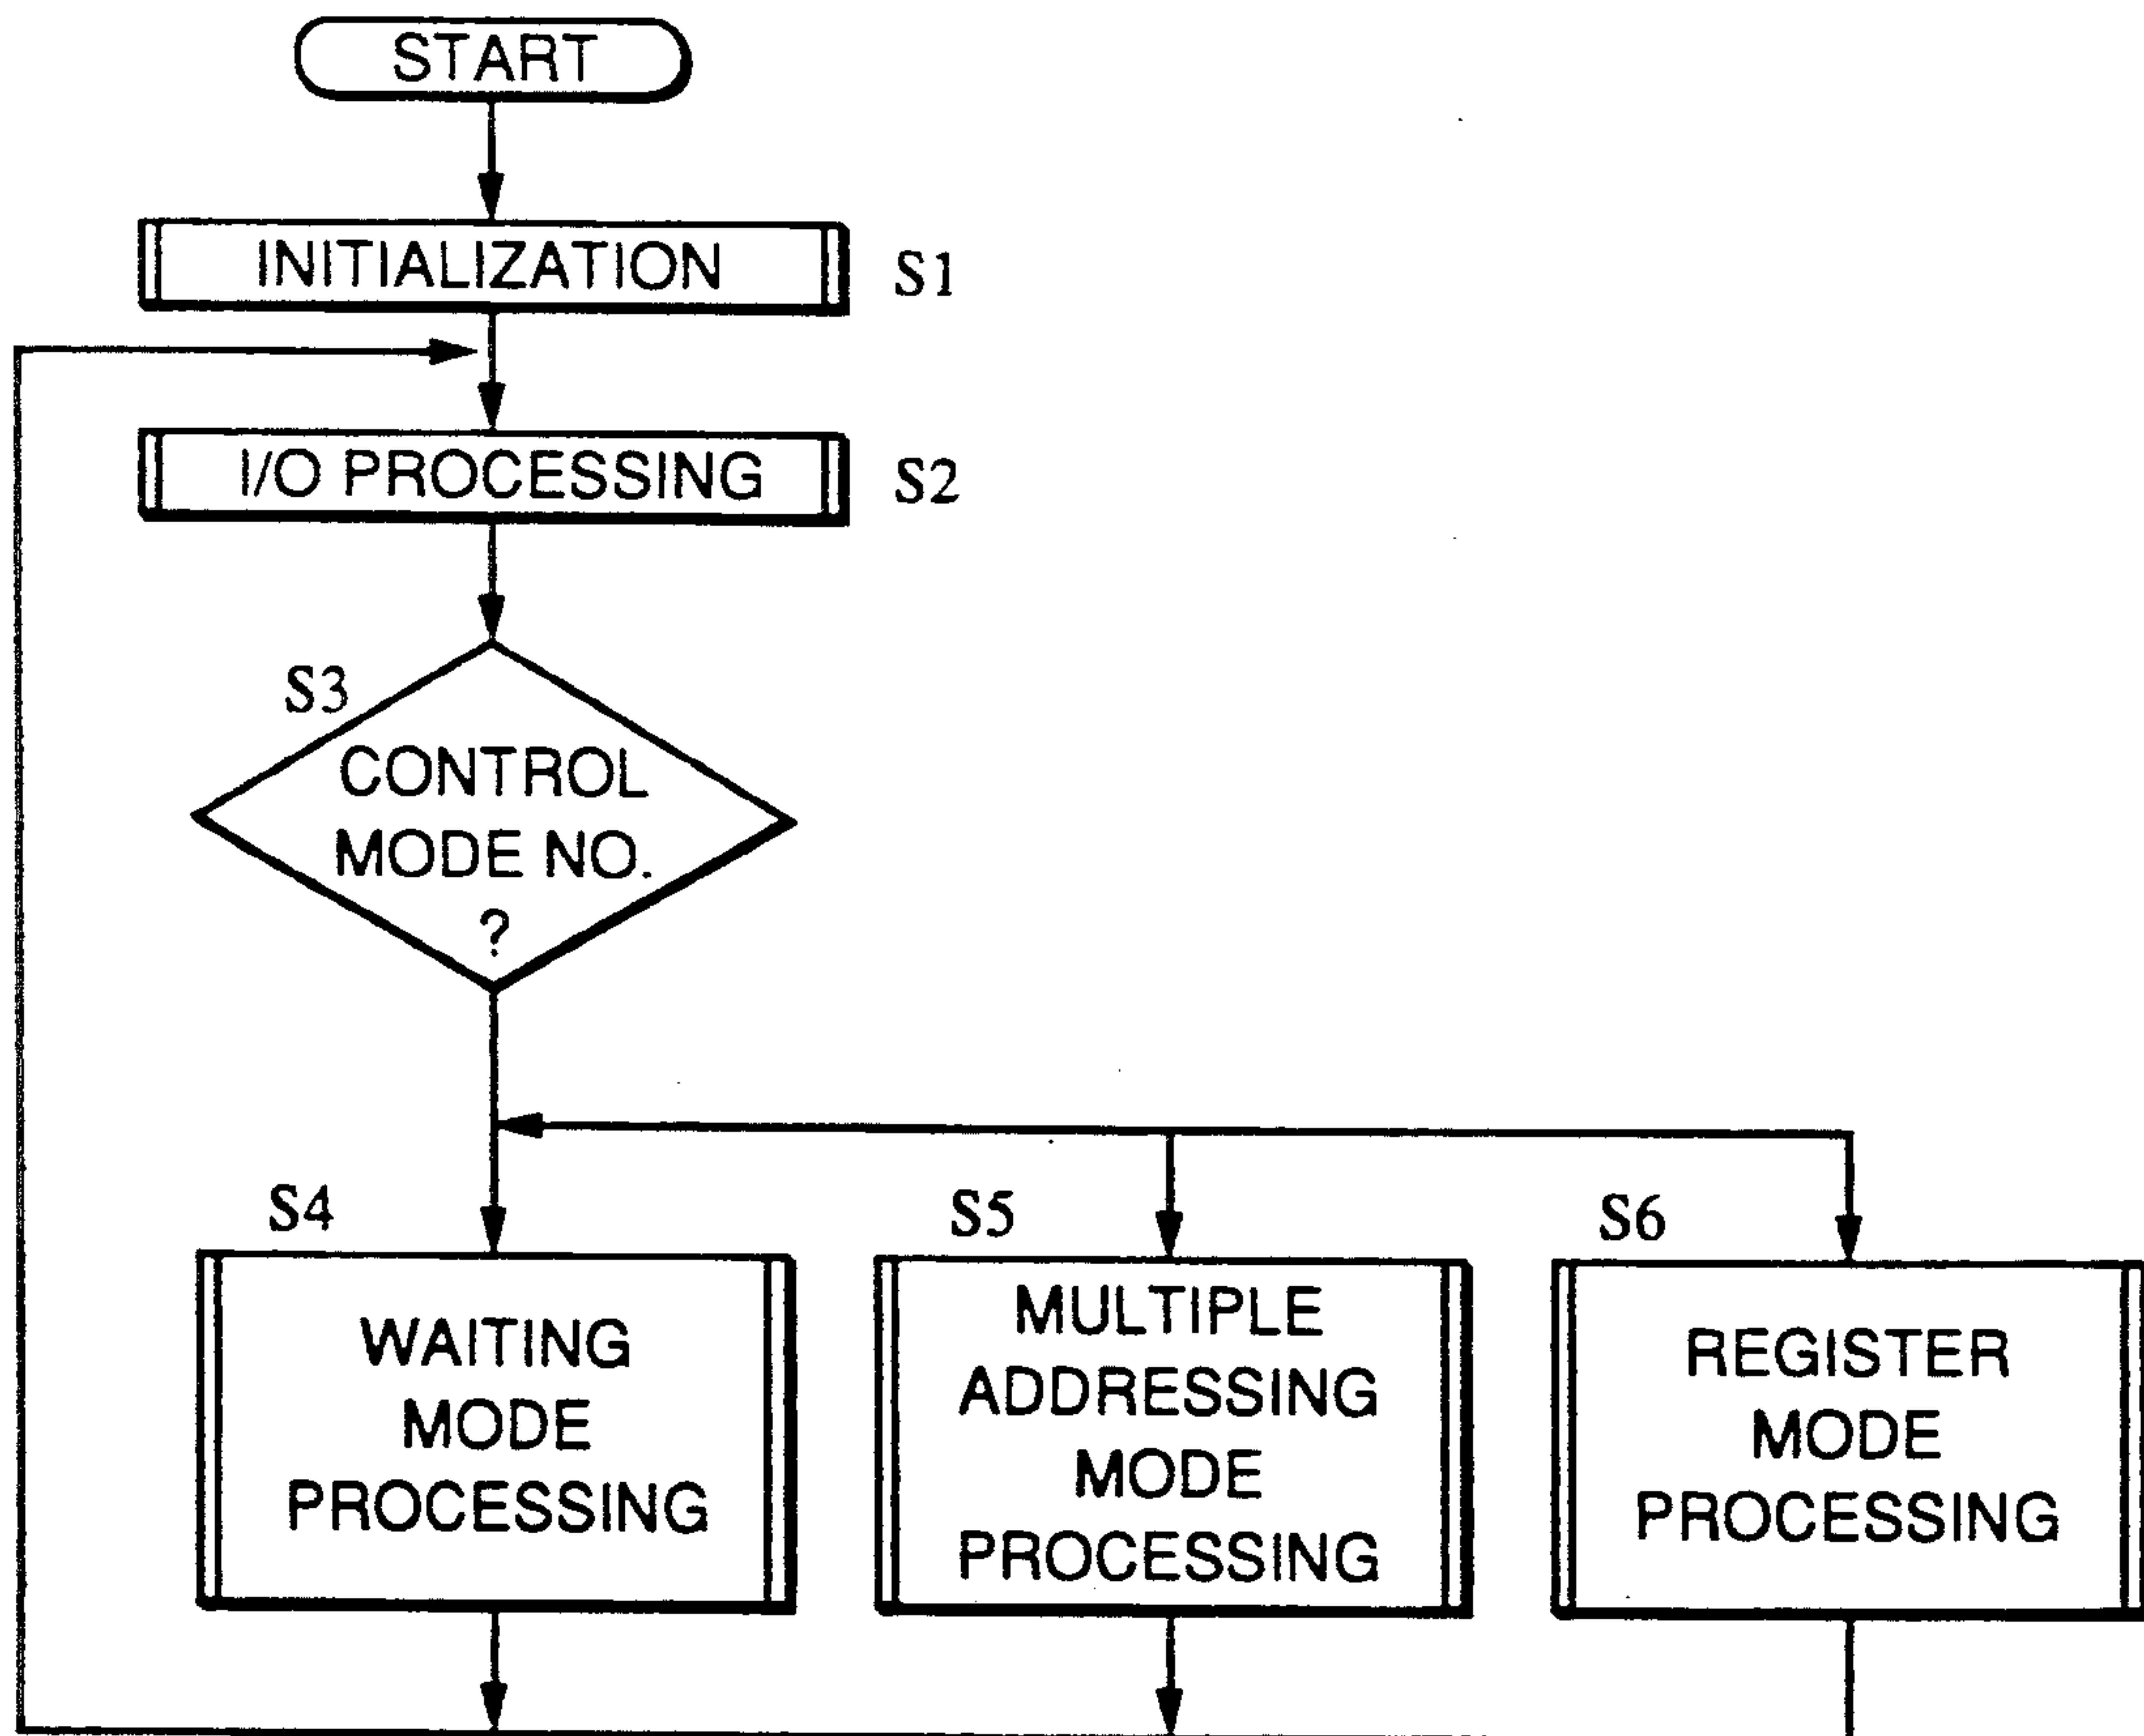 START
INITIALIZATION
S1
I/O PROCESSING
S2
S3
CONTROL
MODE NO.
?
S4
WAITING
MODE
PROCESSING
S5
MULTIPLE
ADDRESSING
MODE
PROCESSING
S6
REGISTER
MODE
PROCESSING